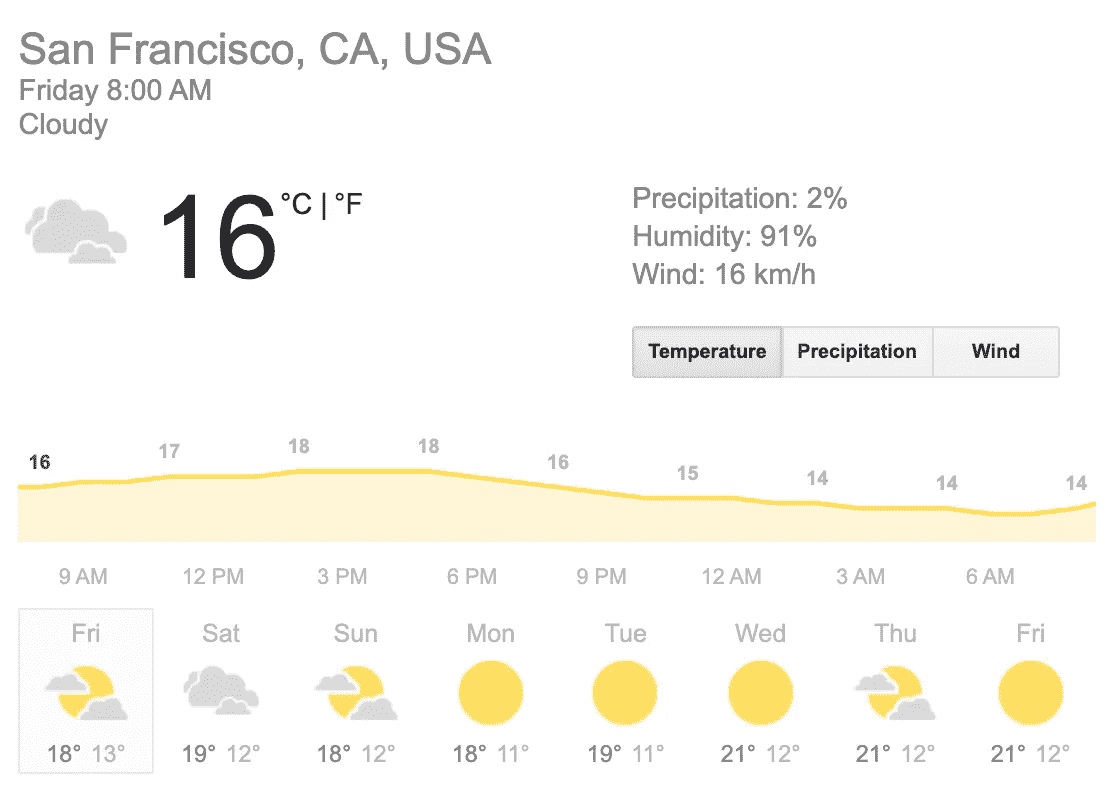 San Francisco, CA, USA
Friday 8:00 AM
Cloudy
16 °C | °F
Precipitation: 2%
Humidity: 91%
Wind: 16 km/h
Temperature Precipitation Wind
16 17 18 18 16 15 14 14 14
9 AM 12 PM 3 PM 6 PM 9 PM 12 AM 3 AM 6 AM
Fri Sat Sun Mon Tue Wed Thu Fri
18° 13° 19° 12° 18° 12° 18° 11° 19° 11° 21° 12° 21° 12° 21° 12°